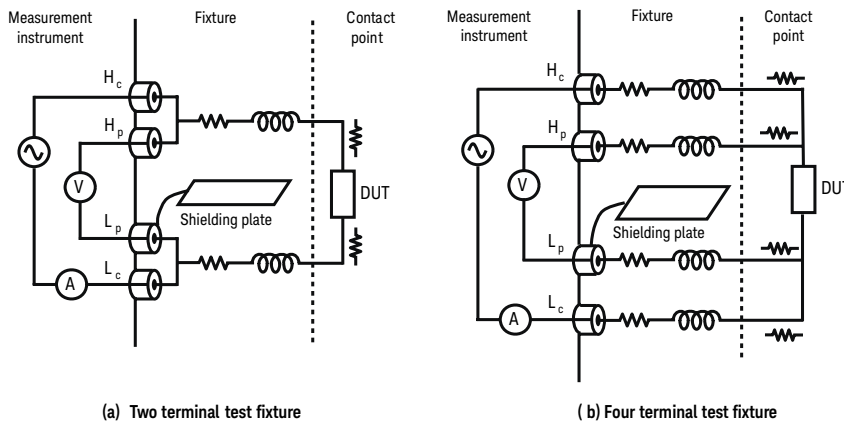 Measurement
instrument
Fixture
Contact
point
Hc
Hp
V
Lp
Lc
A
Shielding plate
DUT
(a) Two terminal test fixture
Measurement
instrument
Fixture
Contact
point
Hc
Hp
V
Lp
Lc
A
Shielding plate
DUT
( b) Four terminal test fixture